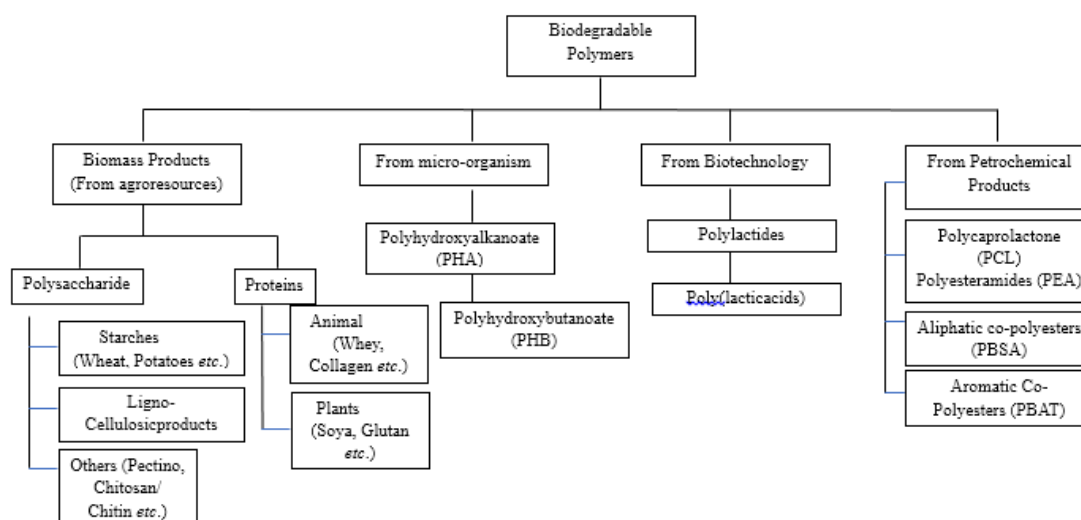 Biodegradable
Polymers
Biomass Products
(From agroresources)
From micro-organism
From Biotechnology
From Petrochemical
Products
Polysaccharide
Proteins
Starches
(Wheat, Potatoes etc.)
Ligno-
Cellulosicproducts
Others (Pectino,
Chitosan/
Chitin etc.)
Animal
(Whey,
Collagen etc.)
Plants
(Soya, Glutan
etc.)
Polyhydroxyalkanoate
(PHA)
Polyhydroxybutanoate
(PHB)
Polylactides
Poly(lacticacids)
Polycaprolactone
(PCL)
Polyesteramides (PEA)
Aliphatic co-polyesters
(PBSA)
Aromatic Co-
Polyesters (PBAT)